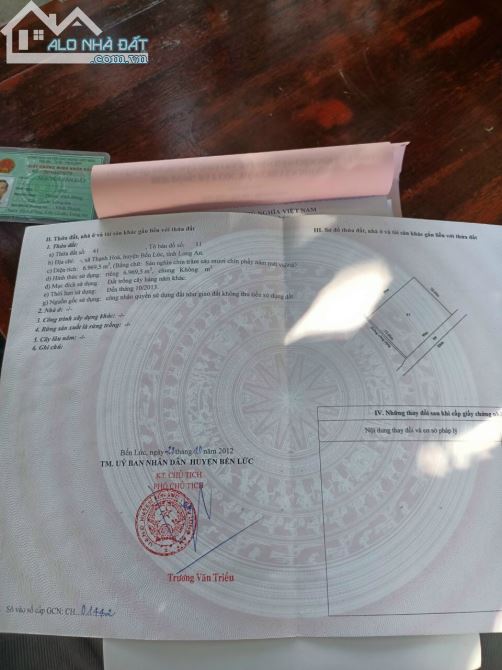 ALO NHÀ ĐẤT
.com.vn
GIẤY CHỨNG MINH NHÂN DÂN
NGHĨA VIỆT NAM
II. Thửa đất, nhà ở và tài sản khác gắn liền với đất
1. Thửa đất:
a) Thửa đất số: 41 , Tờ bản đồ số: 11
b) Địa chỉ: -, xã Thạnh Hoà, huyện Bến Lức, tỉnh Long An.
c) Diện tích: 6.969,5 m², (Bằng chữ: Sáu nghìn chín trăm sáu mươi chín phẩy năm mét vuông)
d) Hình thức sử dụng: riêng 6.969,5 m²; chung Không m²
đ) Mục đích sử dụng: Đất trồng cây hàng năm khác.
e) Thời hạn sử dụng: Đến tháng 10/2013.
g) Nguồn gốc sử dụng: công nhận quyền sử dụng đất như giao đất không thu tiền sử dụng đất
2. Nhà ở: -/-
3. Công trình xây dựng khác: -/-
4. Rừng sản xuất là rừng trồng: -/-
5. Cây lâu năm: -/-
6. Ghi chú:
III. Sơ đồ thửa đất, nhà ở và tài sản khác gắn liền với đất
41
IV. Những thay đổi sau khi cấp giấy chứng nhận
Nội dung thay đổi và cơ sở pháp lý
Bến Lức, ngày 10 năm 2012
TM. UỶ BAN NHÂN DÂN HUYỆN BẾN LỨC
KT. CHỦ TỊCH
PHÓ CHỦ TỊCH
Trương Văn Triều
Số vào sổ cấp GCN: CH